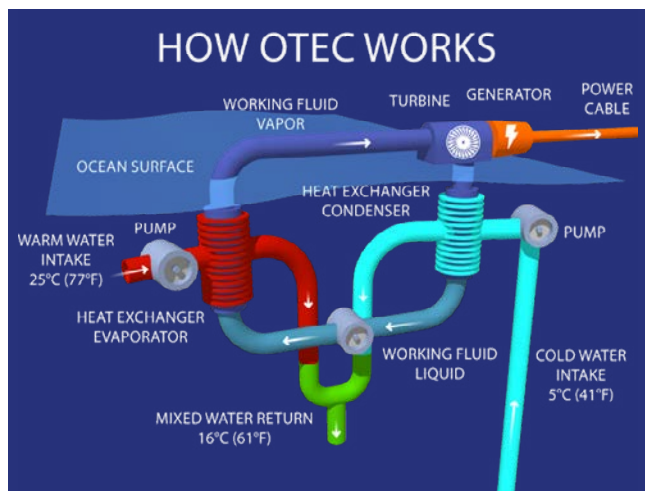 HOW OTEC WORKS
WORKING FLUID
VAPOR
TURBINE
GENERATOR
POWER
CABLE
OCEAN SURFACE
HEAT EXCHANGER
CONDENSER
PUMP
WARM WATER
INTAKE
25°C (77°F)
PUMP
HEAT EXCHANGER
EVAPORATOR
WORKING FLUID
LIQUID
COLD WATER
INTAKE
5°C (41°F)
MIXED WATER RETURN
16°C (61°F)